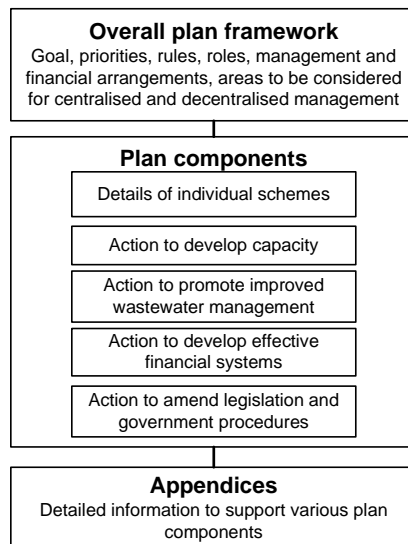 Overall plan framework
Goal, priorities, rules, roles, management and
financial arrangements, areas to be considered
for centralised and decentralised management
Plan components
Details of individual schemes
Action to develop capacity
Action to promote improved
wastewater management
Action to develop effective
financial systems
Action to amend legislation and
government procedures
Appendices
Detailed information to support various plan
components